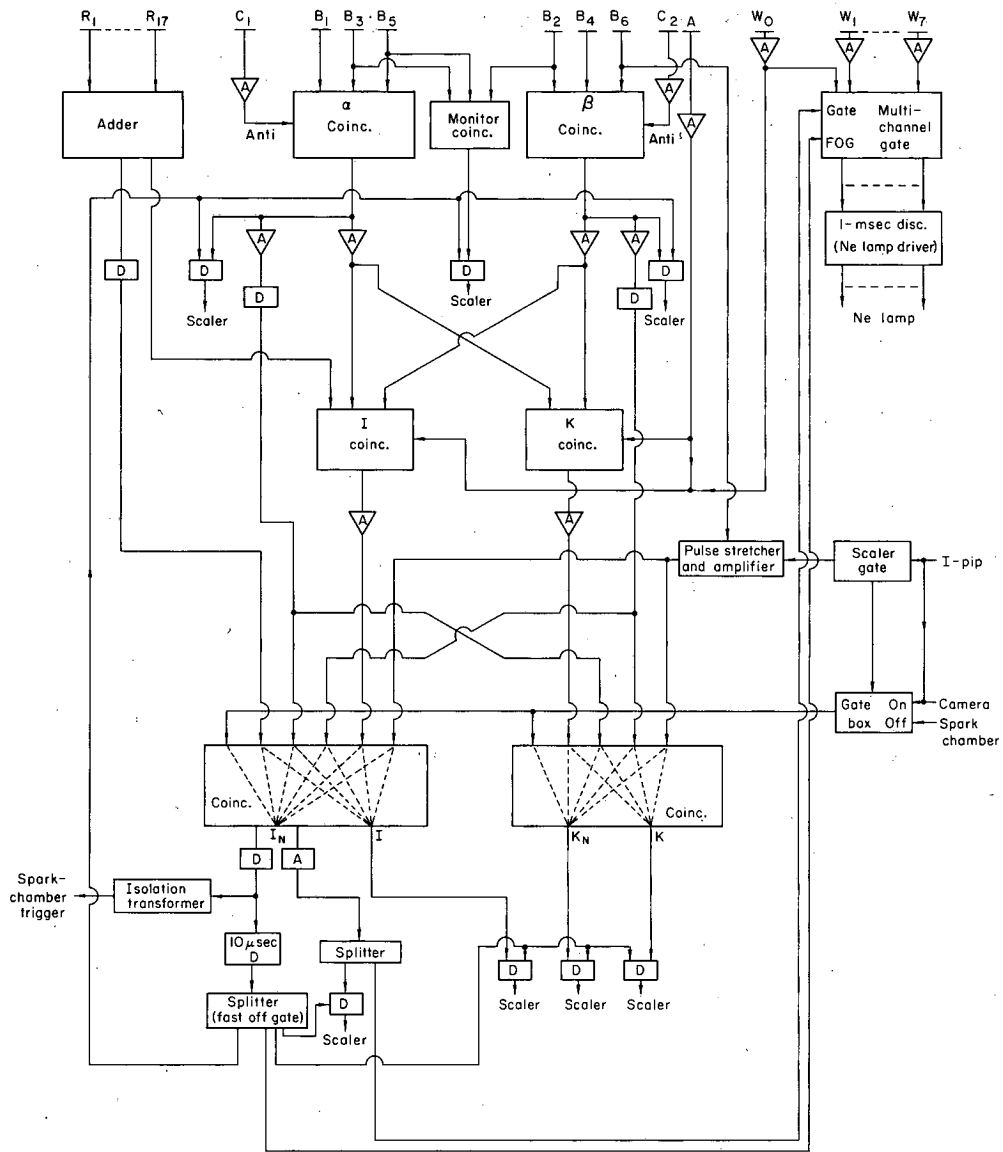 R1 R17 C1 B1 B3 B5 B2 B4 B6 C2 A W0 W1 W7
A A A
A A
Adder
α
Coinc.
Monitor
coinc.
β
Coinc.
Anti
Anti
Gate
FOG
Multi-
channel
gate
A A A A
D D D D
D D
Scaler
Scaler
Scaler
1-msec disc.
(Ne lamp driver)
Ne lamp
I
coinc.
K
coinc.
A A
Pulse stretcher
and amplifier
Scaler
gate
I-pip
Gate On
box Off
Camera
Spark
chamber
Coinc.
IN I
Coinc.
KN K
D A
Spark-
chamber
trigger
Isolation
transformer
10 μsec
D
Splitter
D D D
Scaler Scaler Scaler
Splitter
(fast off gate)
D
Scaler